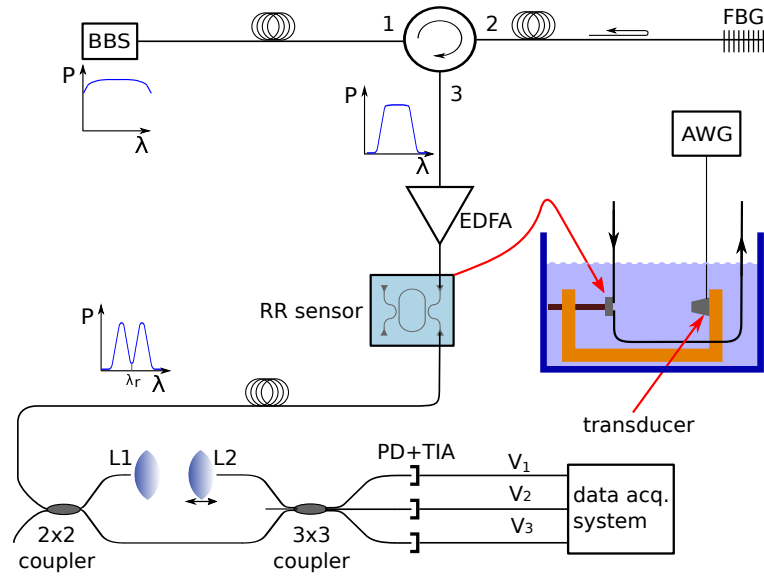 BBS
1
2
FBG
P
λ
3
P
λ
AWG
EDFA
RR sensor
λr
λ
transducer
L1
L2
PD+TIA
V1
V2
V3
data acq.
system
2x2
coupler
3x3
coupler